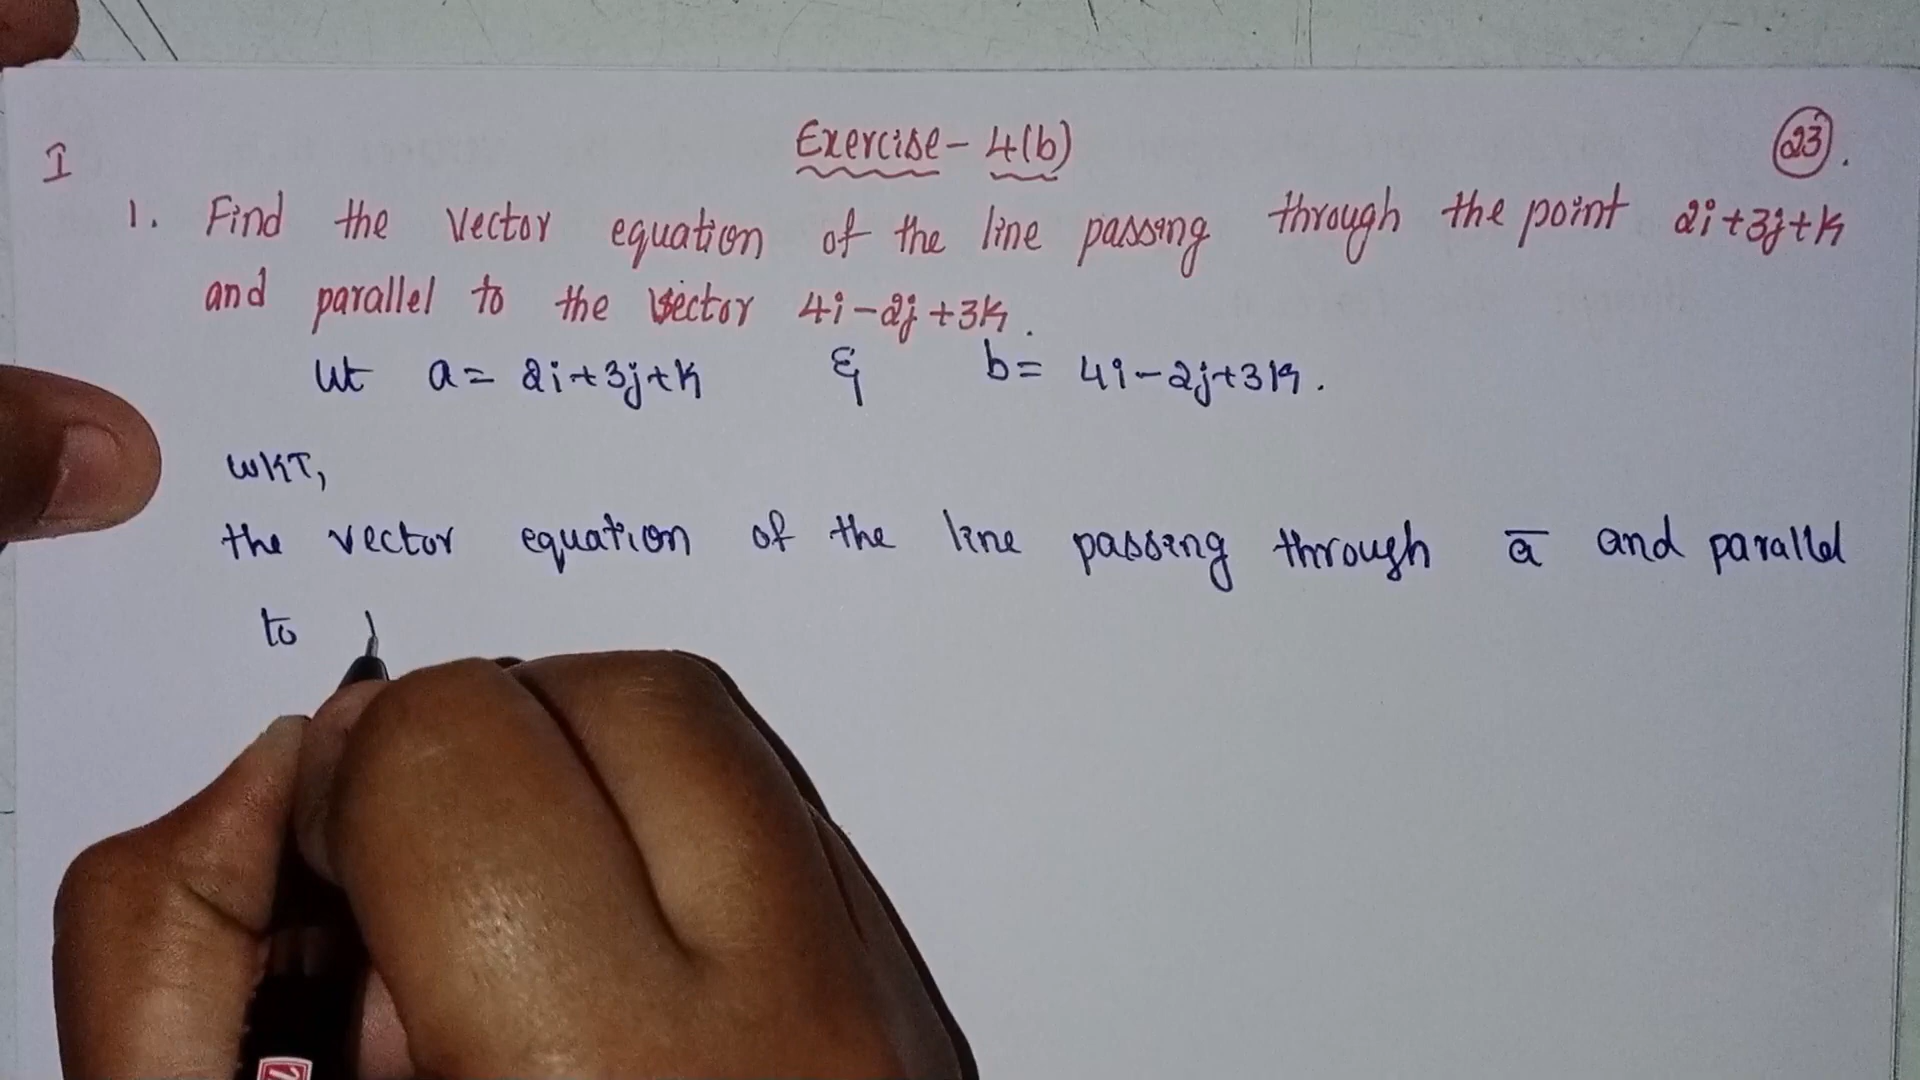 Exercise - 4(b)
23.
I
1. Find the vector equation of the line passing through the point 2i+3j+k
and parallel to the vector 4i-2j+3k.
Let a = 2i+3j+k & b = 4i-2j+3k.
WKT,
the vector equation of the line passing through a̅ and parallel
to